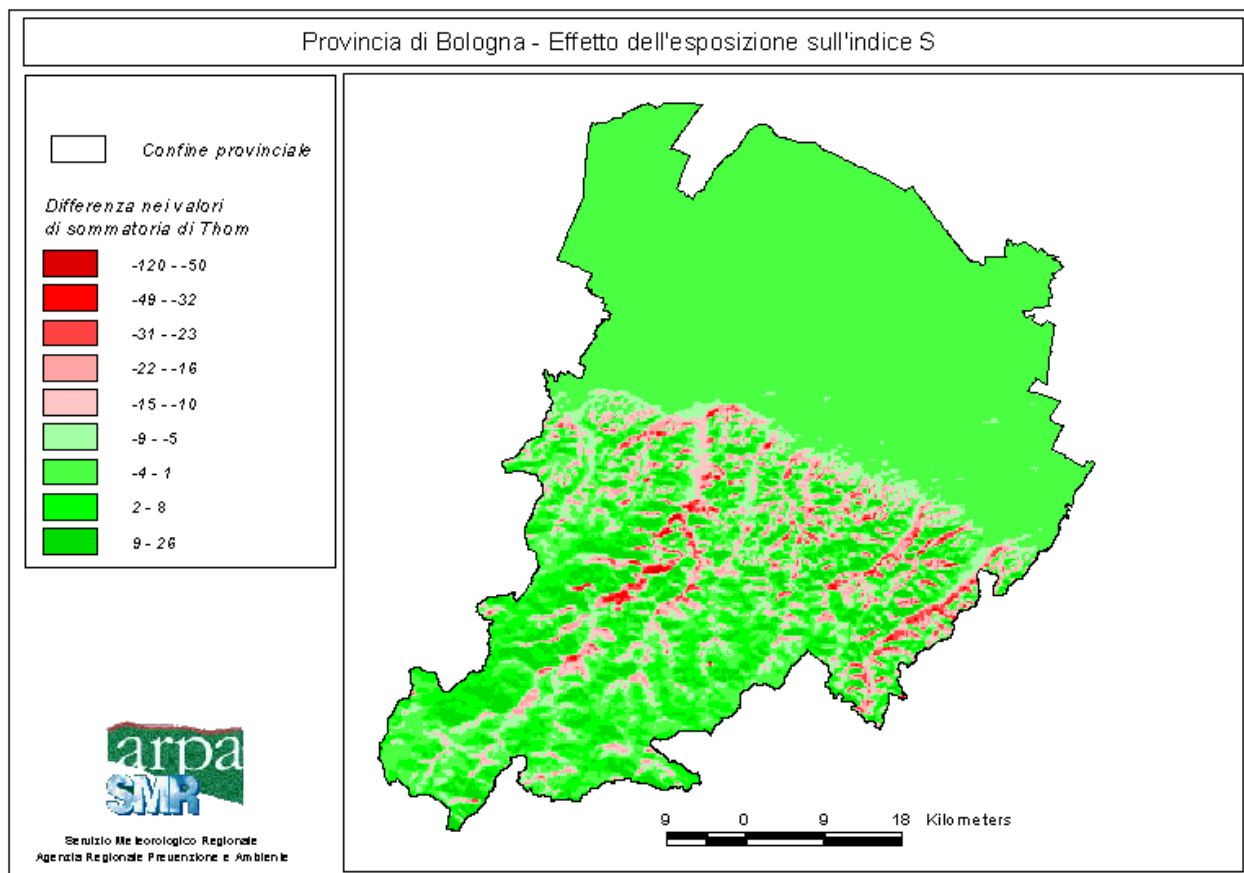 Provincia di Bologna - Effetto dell'esposizione sull'indice S
Confine provinciale
Differenza nei valori
di sommatoria di Thom
-120 - -50
-49 - -32
-31 - -23
-22 - -16
-15 - -10
-9 - -5
-4 - 1
2 - 8
9 - 26
arpa
SMR
Servizio Meteorologico Regionale
Agenzia Regionale Prevenzione e Ambiente
9 0 9 18 Kilometers